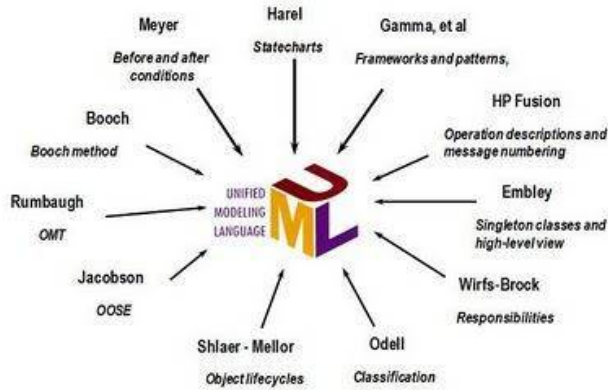 Harel
Statecharts
Meyer
Before and after
conditions
Gamma, et al
Frameworks and patterns,
HP Fusion
Operation descriptions and
message numbering
Booch
Booch method
Embley
Singleton classes and
high-level view
Rumbaugh
OMT
UNIFIED
MODELING
LANGUAGE
UML
Jacobson
OOSE
Wirfs-Brock
Responsibilities
Shlaer - Mellor
Object lifecycles
Odell
Classification